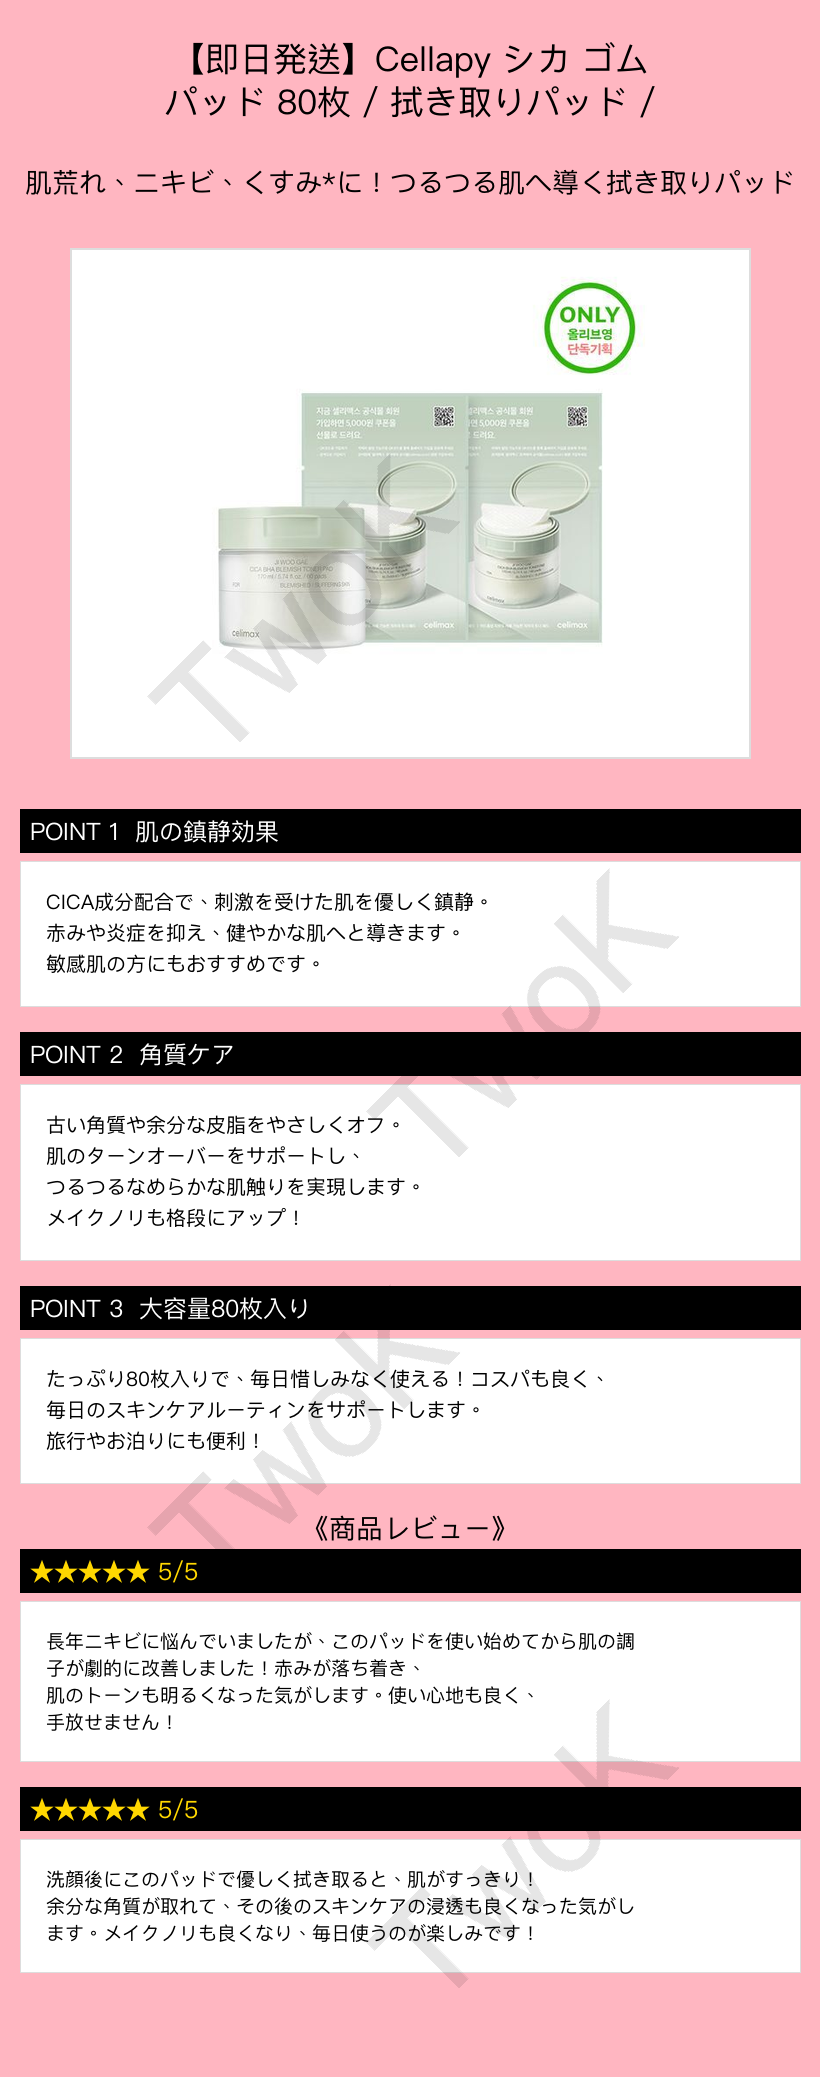 【即日発送】Cellapy シカ ゴム
パッド 80枚 / 拭き取りパッド /
肌荒れ、ニキビ、くすみ*に！つるつる肌へ導く拭き取りパッド
ONLY
올리브영
단독기획
지금 셀리맥스 공식몰 회원
가입하면 5,000원 쿠폰을
선물로 드려요.
셀리맥스 공식몰 회원
5,000원 쿠폰을
드려요.
JI WOO GAE
CICA BHA BLEMISH TONER PAD
170 ml / 5.74 fl.oz. / 60 pads
FOR
BLEMISHED / SUFFERING SKIN
celimax
celimax
celimax
TwoK
POINT 1 肌の鎮静効果
CICA成分配合で、刺激を受けた肌を優しく鎮静。
赤みや炎症を抑え、健やかな肌へと導きます。
敏感肌の方にもおすすめです。
TwoK
POINT 2 角質ケア
古い角質や余分な皮脂をやさしくオフ。
肌のターンオーバーをサポートし、
つるつるなめらかな肌触りを実現します。
メイクノリも格段にアップ！
POINT 3 大容量80枚入り
たっぷり80枚入りで、毎日惜しみなく使える！コスパも良く、
毎日のスキンケアルーティンをサポートします。
旅行やお泊りにも便利！
TwoK
《商品レビュー》
★★★★★ 5/5
長年ニキビに悩んでいましたが、このパッドを使い始めてから肌の調
子が劇的に改善しました！赤みが落ち着き、
肌のトーンも明るくなった気がします。使い心地も良く、
手放せません！
★★★★★ 5/5
洗顔後にこのパッドで優しく拭き取ると、肌がすっきり！
余分な角質が取れて、その後のスキンケアの浸透も良くなった気がし
ます。メイクノリも良くなり、毎日使うのが楽しみです！
TwoK